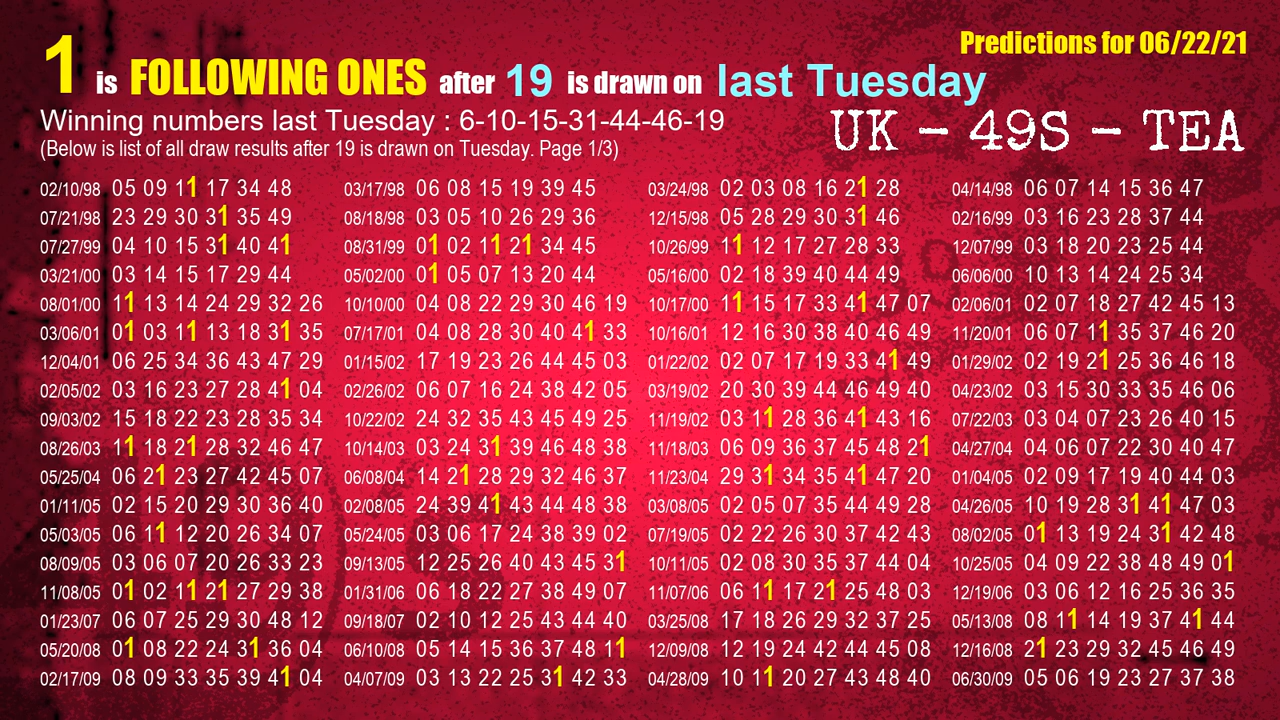 Predictions for 06/22/21
1 is FOLLOWING ONES after 19 is drawn on last Tuesday
Winning numbers last Tuesday : 6-10-15-31-44-46-19
UK - 49S - TEA
(Below is list of all draw results after 19 is drawn on Tuesday. Page 1/3)
02/10/98 05 09 11 17 34 48 03/17/98 06 08 15 19 39 45 03/24/98 02 03 08 16 21 28 04/14/98 06 07 14 15 36 47
07/21/98 23 29 30 31 35 49 08/18/98 03 05 10 26 29 36 12/15/98 05 28 29 30 31 46 02/16/99 03 16 23 28 37 44
07/27/99 04 10 15 31 40 41 08/31/99 01 02 11 21 34 45 10/26/99 11 12 17 27 28 33 12/07/99 03 18 20 23 25 44
03/21/00 03 14 15 17 29 44 05/02/00 01 05 07 13 20 44 05/16/00 02 18 39 40 44 49 06/06/00 10 13 14 24 25 34
08/01/00 11 13 14 24 29 32 26 10/10/00 04 08 22 29 30 46 19 10/17/00 11 15 17 33 41 47 07 02/06/01 02 07 18 27 42 45 13
03/06/01 01 03 11 13 18 31 35 07/17/01 04 08 28 30 40 41 33 10/16/01 12 16 30 38 40 46 49 11/20/01 06 07 11 35 37 46 20
12/04/01 06 25 34 36 43 47 29 01/15/02 17 19 23 26 44 45 03 01/22/02 02 07 17 19 33 41 49 01/29/02 02 19 21 25 36 46 18
02/05/02 03 16 23 27 28 41 04 02/26/02 06 07 16 24 38 42 05 03/19/02 20 30 39 44 46 49 40 04/23/02 03 15 30 33 35 46 06
09/03/02 15 18 22 23 28 35 34 10/22/02 24 32 35 43 45 49 25 11/19/02 03 11 28 36 41 43 16 07/22/03 03 04 07 23 26 40 15
08/26/03 11 18 21 28 32 46 47 10/14/03 03 24 31 39 46 48 38 11/18/03 06 09 36 37 45 48 21 04/27/04 04 06 07 22 30 40 47
05/25/04 06 21 23 27 42 45 07 06/08/04 14 21 28 29 32 46 37 11/23/04 29 31 34 35 41 47 20 01/04/05 02 09 17 19 40 44 03
01/11/05 02 15 20 29 30 36 40 02/08/05 24 39 41 43 44 48 38 03/08/05 02 05 07 35 44 49 28 04/26/05 10 19 28 31 41 47 03
05/03/05 06 11 12 20 26 34 07 05/24/05 03 06 17 24 38 39 02 07/19/05 02 22 26 30 37 42 43 08/02/05 01 13 19 24 31 42 48
08/09/05 03 06 07 20 26 33 23 09/13/05 12 25 26 40 43 45 31 10/11/05 02 08 30 35 37 44 04 10/25/05 04 09 22 38 48 49 01
11/08/05 01 02 11 21 27 29 38 01/31/06 06 18 22 27 38 49 07 11/07/06 06 11 17 21 25 48 03 12/19/06 03 06 12 16 25 36 35
01/23/07 06 07 25 29 30 48 12 09/18/07 02 10 12 25 43 44 40 03/25/08 17 18 26 29 32 37 25 05/13/08 08 11 14 19 37 41 44
05/20/08 01 08 22 24 31 36 04 06/10/08 05 14 15 36 37 48 11 12/09/08 12 19 24 42 44 45 08 12/16/08 21 23 29 32 45 46 49
02/17/09 08 09 33 35 39 41 04 04/07/09 03 13 22 25 31 42 33 04/28/09 10 11 20 27 43 48 40 06/30/09 05 06 19 23 27 37 38